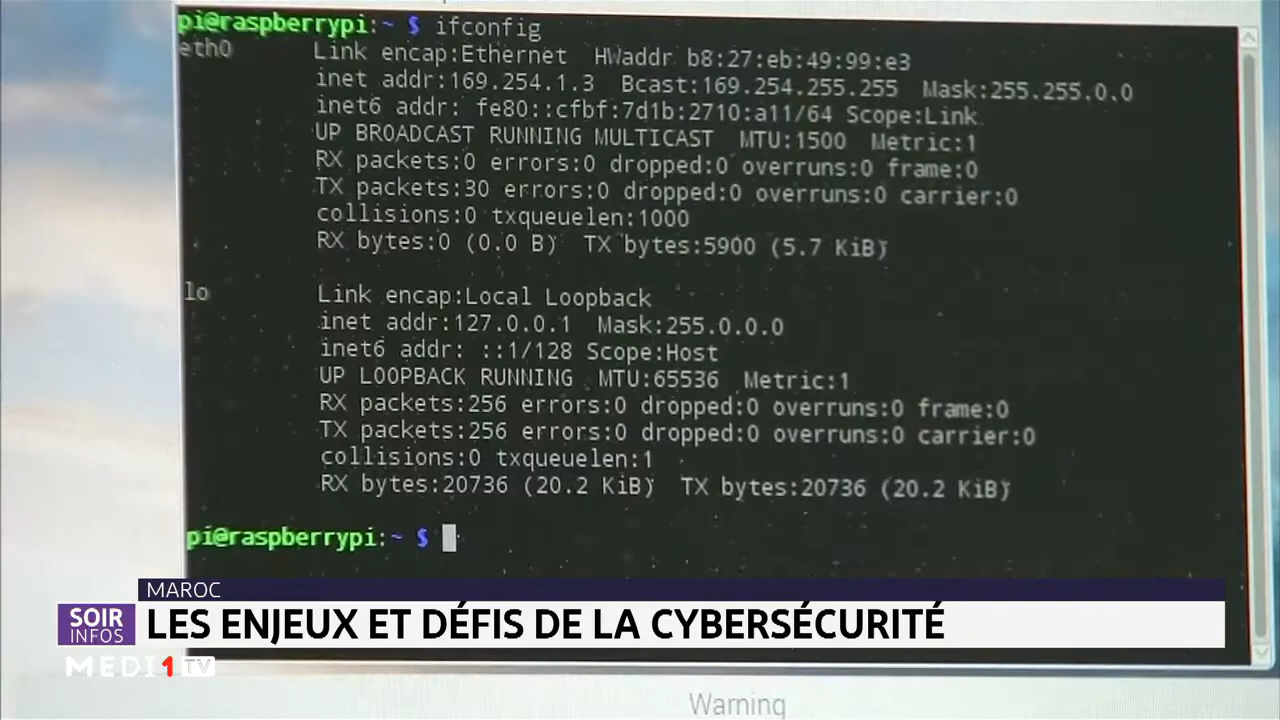 pi@raspberrypi:~ $ ifconfig
eth0 Link encap:Ethernet HWaddr b8:27:eb:49:99:e3
inet addr:169.254.1.3 Bcast:169.254.255.255 Mask:255.255.0.0
inet6 addr: fe80::cfbf:7d1b:2710:a11/64 Scope:Link
UP BROADCAST RUNNING MULTICAST MTU:1500 Metric:1
RX packets:0 errors:0 dropped:0 overruns:0 frame:0
TX packets:30 errors:0 dropped:0 overruns:0 carrier:0
collisions:0 txqueuelen:1000
RX bytes:0 (0.0 B) TX bytes:5900 (5.7 KiB)
lo Link encap:Local Loopback
inet addr:127.0.0.1 Mask:255.0.0.0
inet6 addr: ::1/128 Scope:Host
UP LOOPBACK RUNNING MTU:65536 Metric:1
RX packets:256 errors:0 dropped:0 overruns:0 frame:0
TX packets:256 errors:0 dropped:0 overruns:0 carrier:0
collisions:0 txqueuelen:1
RX bytes:20736 (20.2 KiB) TX bytes:20736 (20.2 KiB)
pi@raspberrypi:~ $
MAROC
SOIR
INFOS
LES ENJEUX ET DÉFIS DE LA CYBERSÉCURITÉ
MEDI1TV
Warning